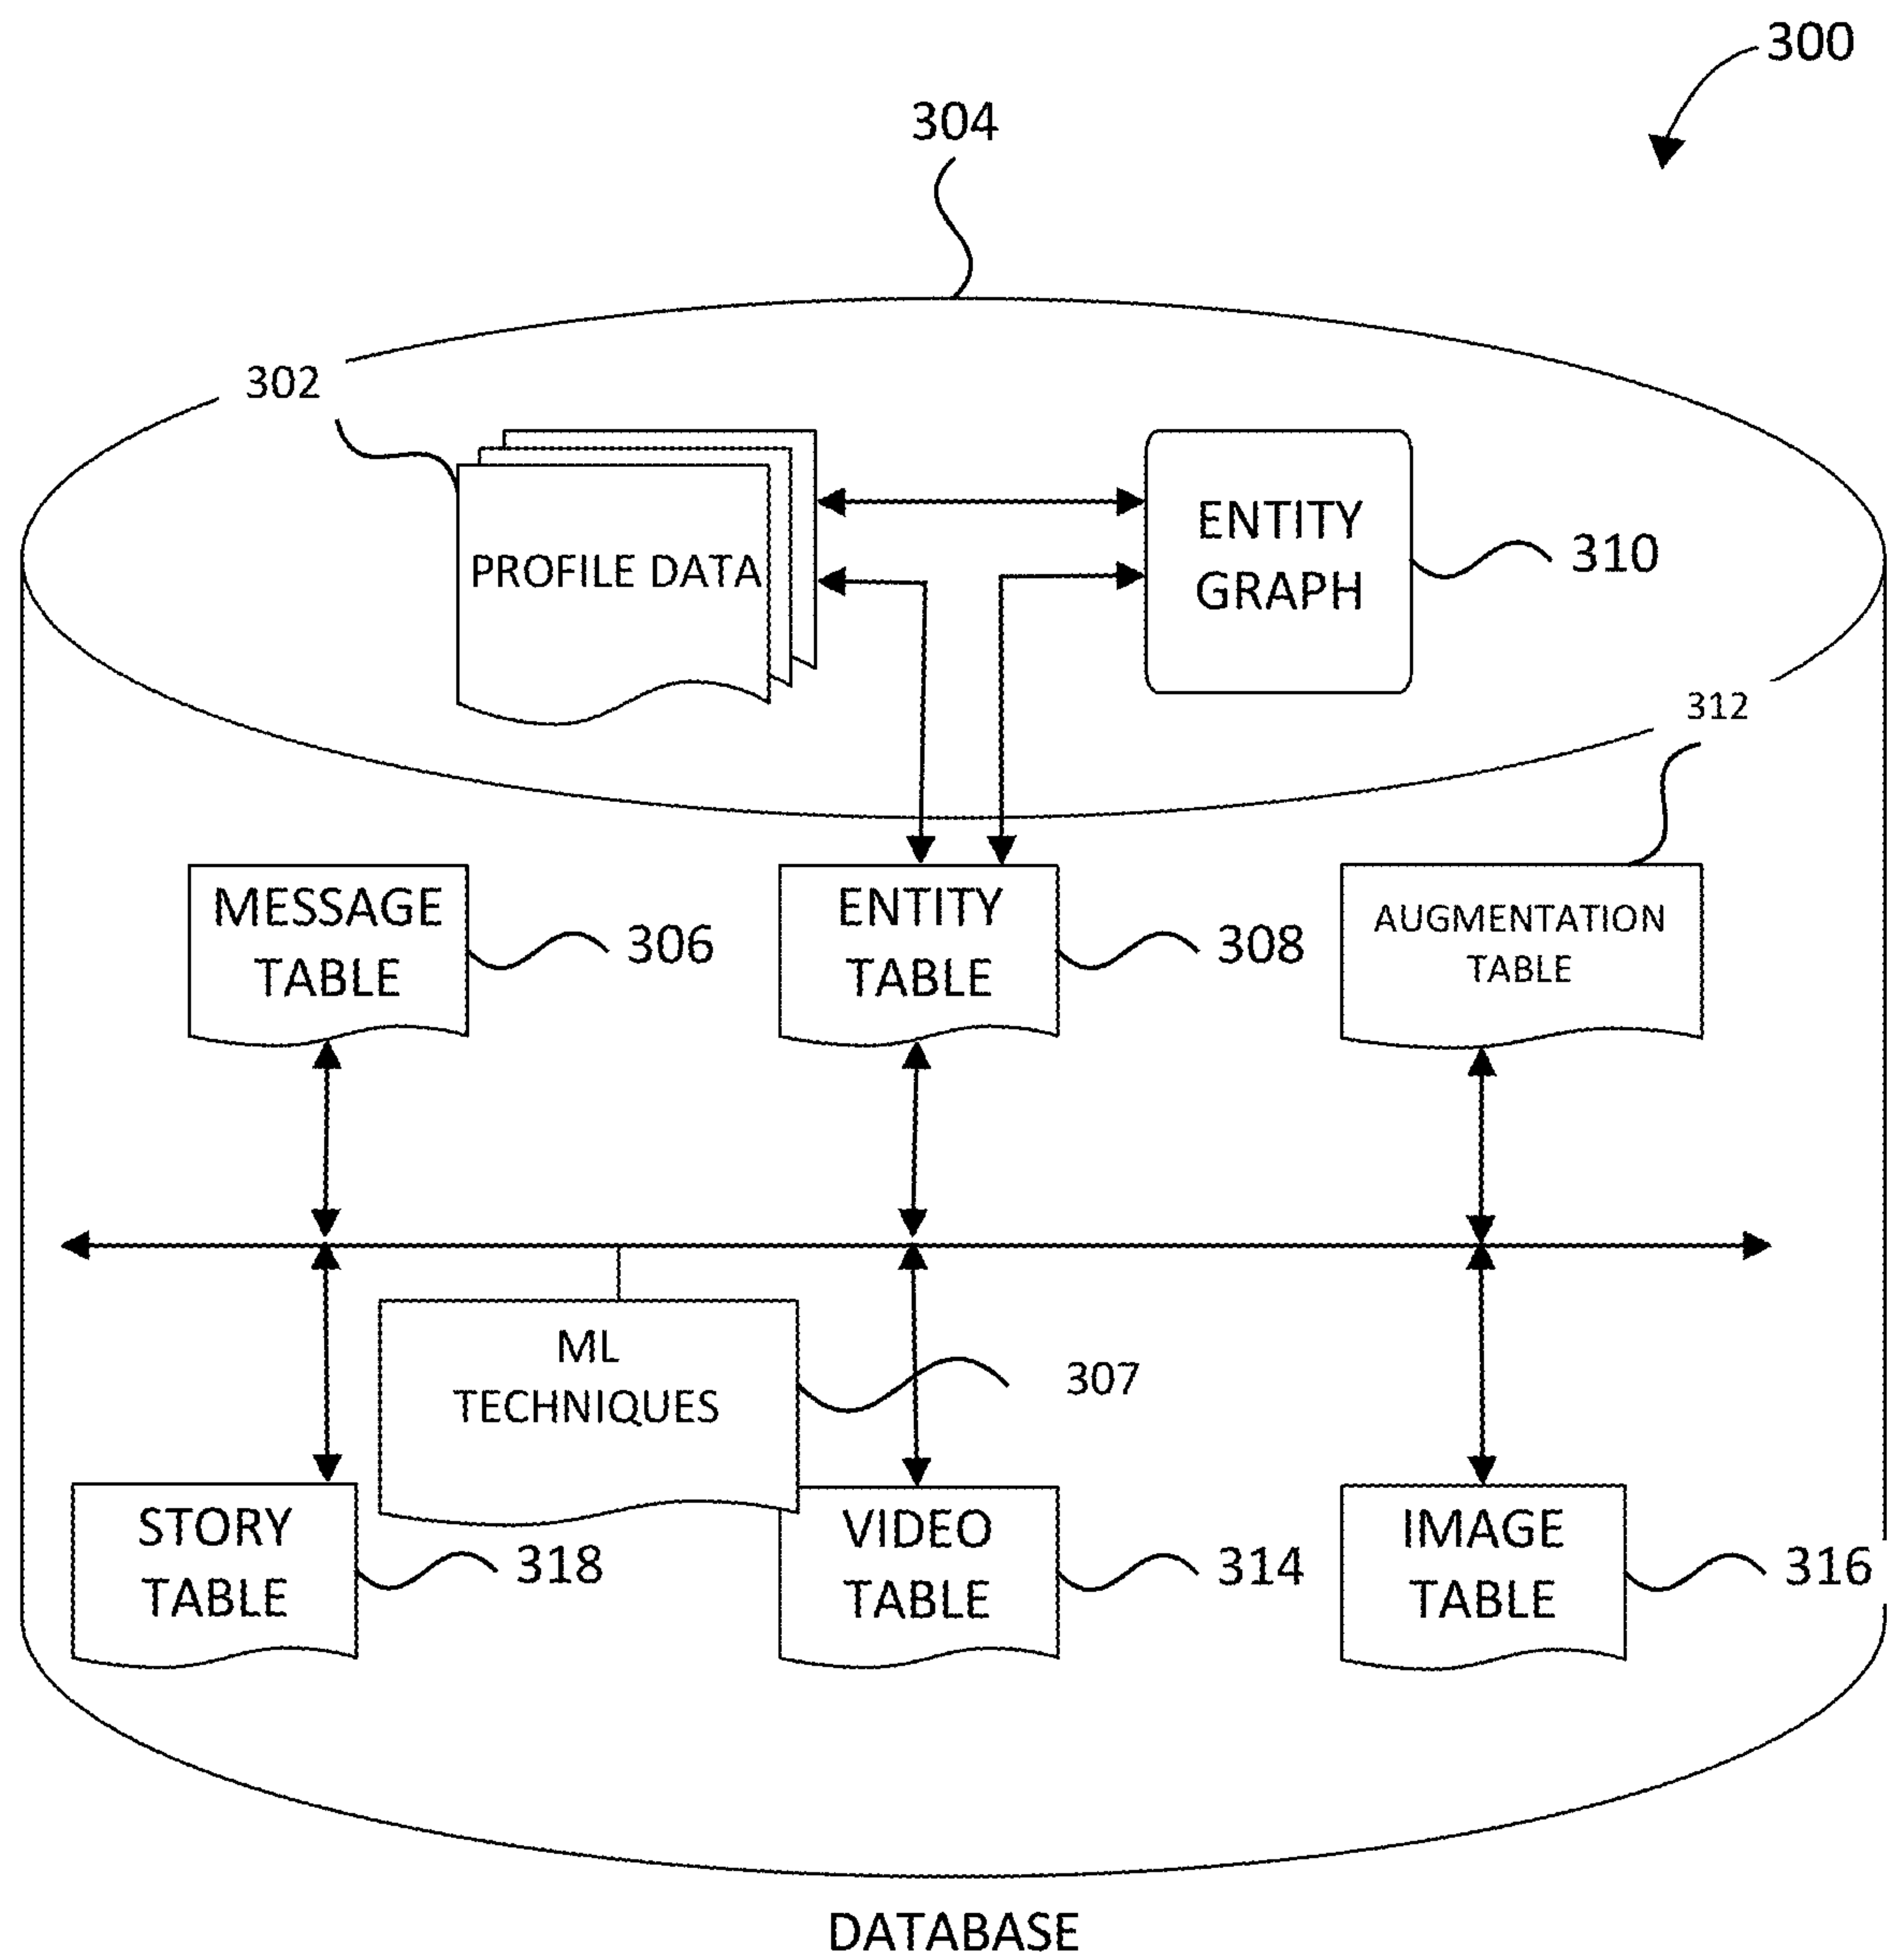 300
304
302
PROFILE DATA
ENTITY
GRAPH
310
312
MESSAGE
TABLE
306
ENTITY
TABLE
308
AUGMENTATION
TABLE
ML
TECHNIQUES
307
STORY
TABLE
318
VIDEO
TABLE
314
IMAGE
TABLE
316
DATABASE